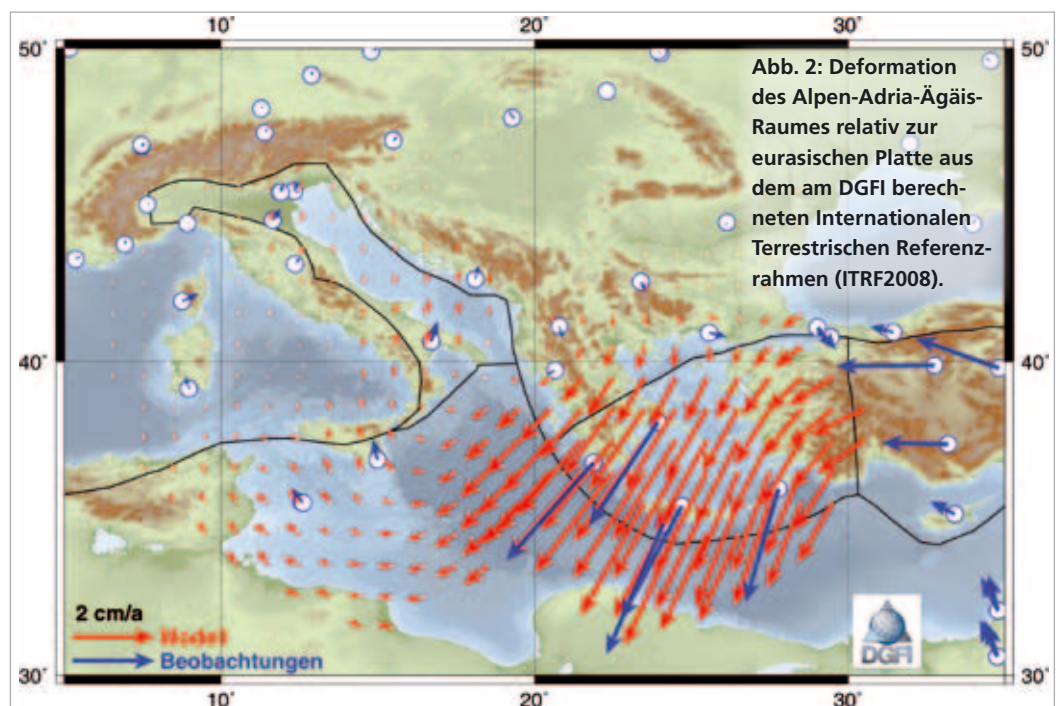 10° 20° 30°
50° 50°
Abb. 2: Deformation
des Alpen-Adria-Ägäis-
Raumes relativ zur
eurasischen Platte aus
dem am DGFI berech-
neten Internationalen
Terrestrischen Referenz-
rahmen (ITRF2008).
40° 40°
2 cm/a
Modell
Beobachtungen
DGFI
30° 30°
10° 20° 30°